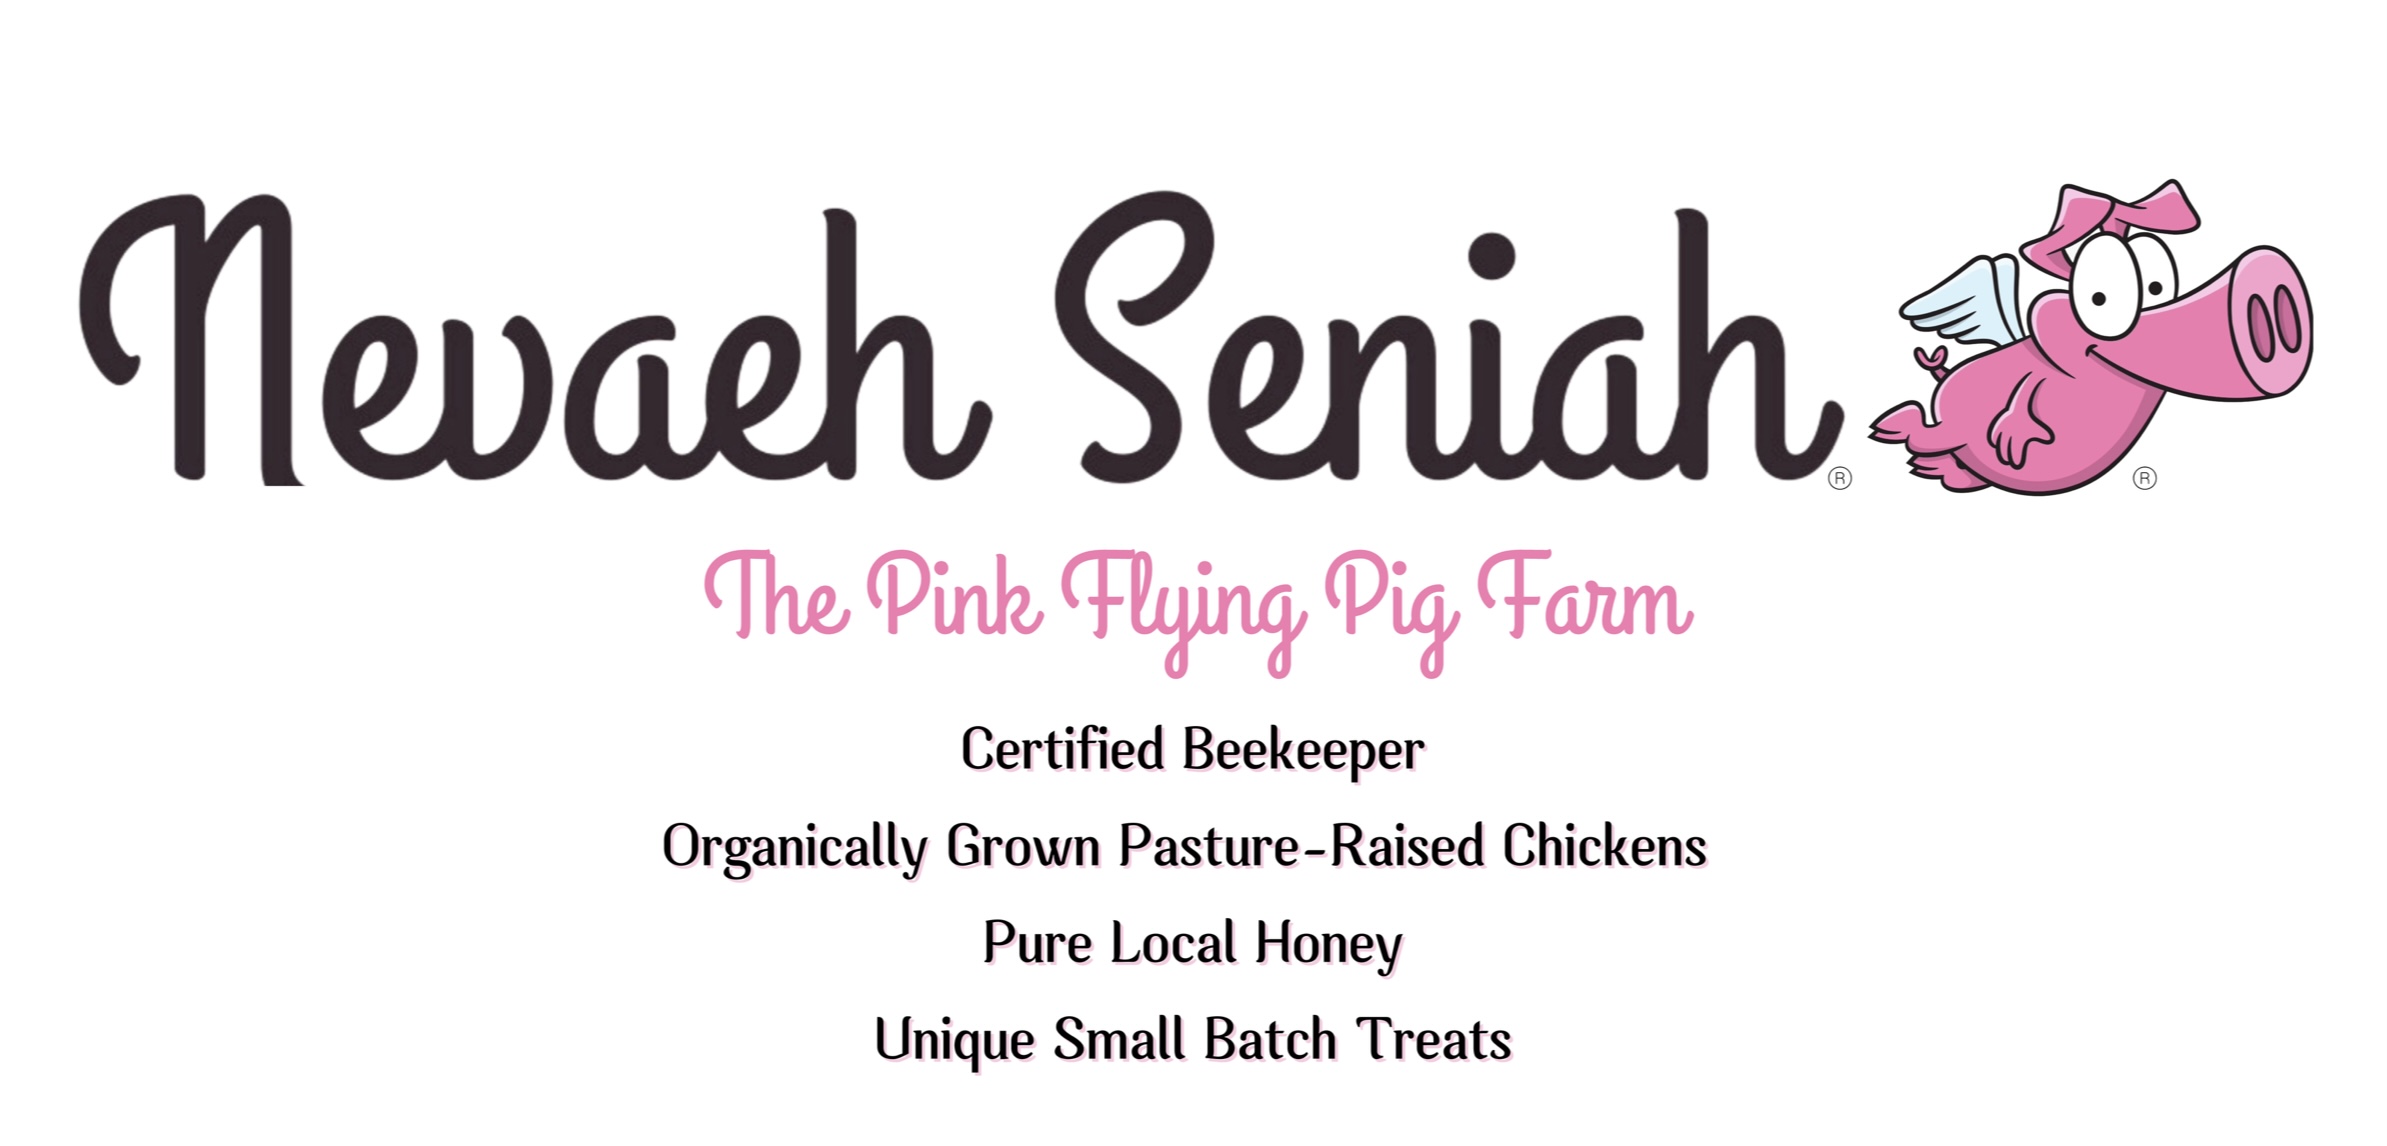 Nevaeh Seniah® ®
The Pink Flying Pig Farm
Certified Beekeeper
Organically Grown Pasture-Raised Chickens
Pure Local Honey
Unique Small Batch Treats